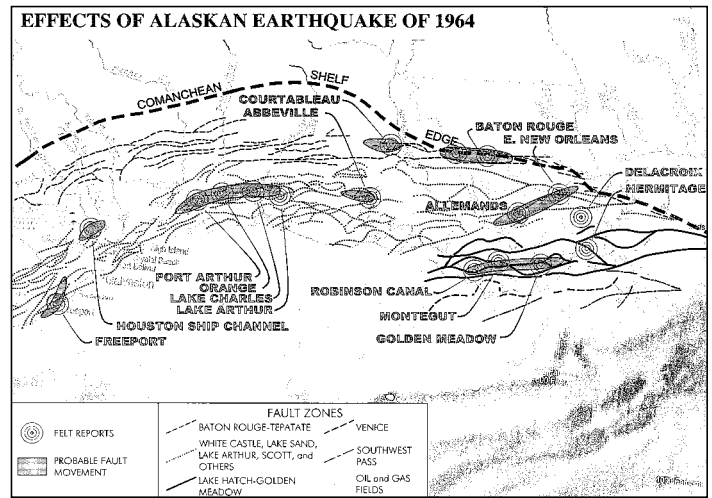 EFFECTS OF ALASKAN EARTHQUAKE OF 1964
COMANCHEAN
SHELF
EDGE
COURTABLEAU
ABBEVILLE
BATON ROUGE
E. NEW ORLEANS
DELACROIX
HERMITAGE
ALLEMANDS
PORT ARTHUR
ORANGE
LAKE CHARLES
LAKE ARTHUR
HOUSTON SHIP CHANNEL
FREEPORT
ROBINSON CANAL
MONTEGUT
GOLDEN MEADOW
FELT REPORTS
PROBABLE FAULT
MOVEMENT
FAULT ZONES
BATON ROUGE-TEPATATE
WHITE CASTLE, LAKE SAND,
LAKE ARTHUR, SCOTT, and
OTHERS
LAKE HATCH-GOLDEN
MEADOW
VENICE
SOUTHWEST
PASS
OIL and GAS
FIELDS